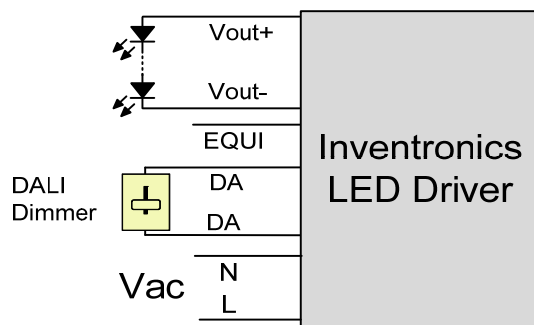 Vout+
Vout-
EQUI
DALI
Dimmer
DA
DA
Vac
N
L
Inventronics
LED Driver